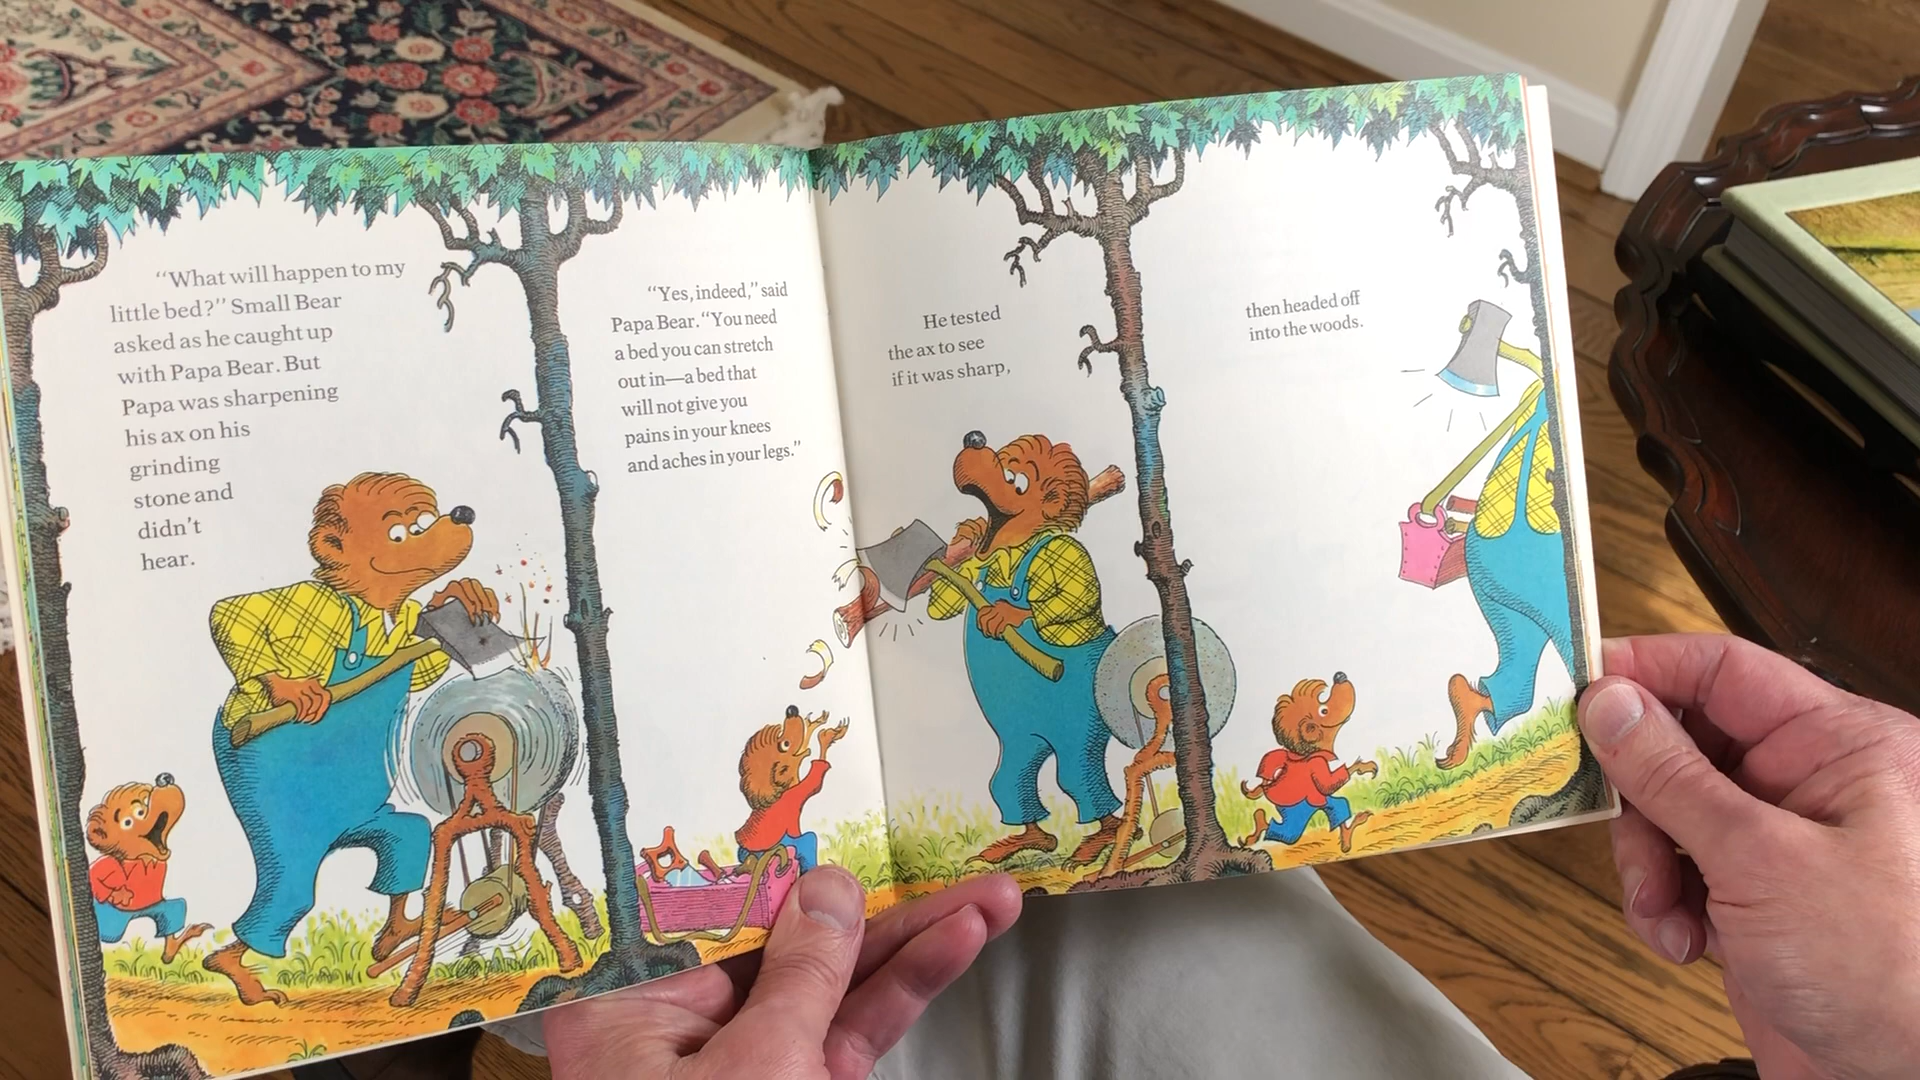 “What will happen to my
little bed?” Small Bear
asked as he caught up
with Papa Bear. But
Papa was sharpening
his ax on his
grinding
stone and
didn’t
hear.
“Yes, indeed,” said
Papa Bear. “You need
a bed you can stretch
out in—a bed that
will not give you
pains in your knees
and aches in your legs.”
He tested
the ax to see
if it was sharp,
then headed off
into the woods.